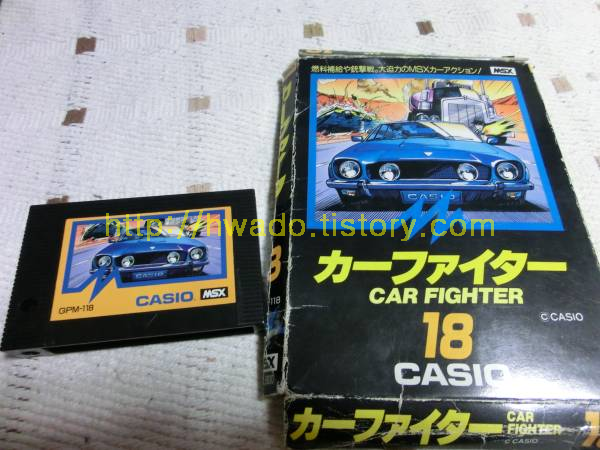 燃料補給や銃撃戦。大迫力のMSXカーアクション!
MSX
CASIO
カーファイター
CAR FIGHTER
18
© CASIO
CASIO
カーファイター
CAR
FIGHTER
© CASIO
CASIO
CASIO
MSX
GPM-118
http://hwado.tistory.com